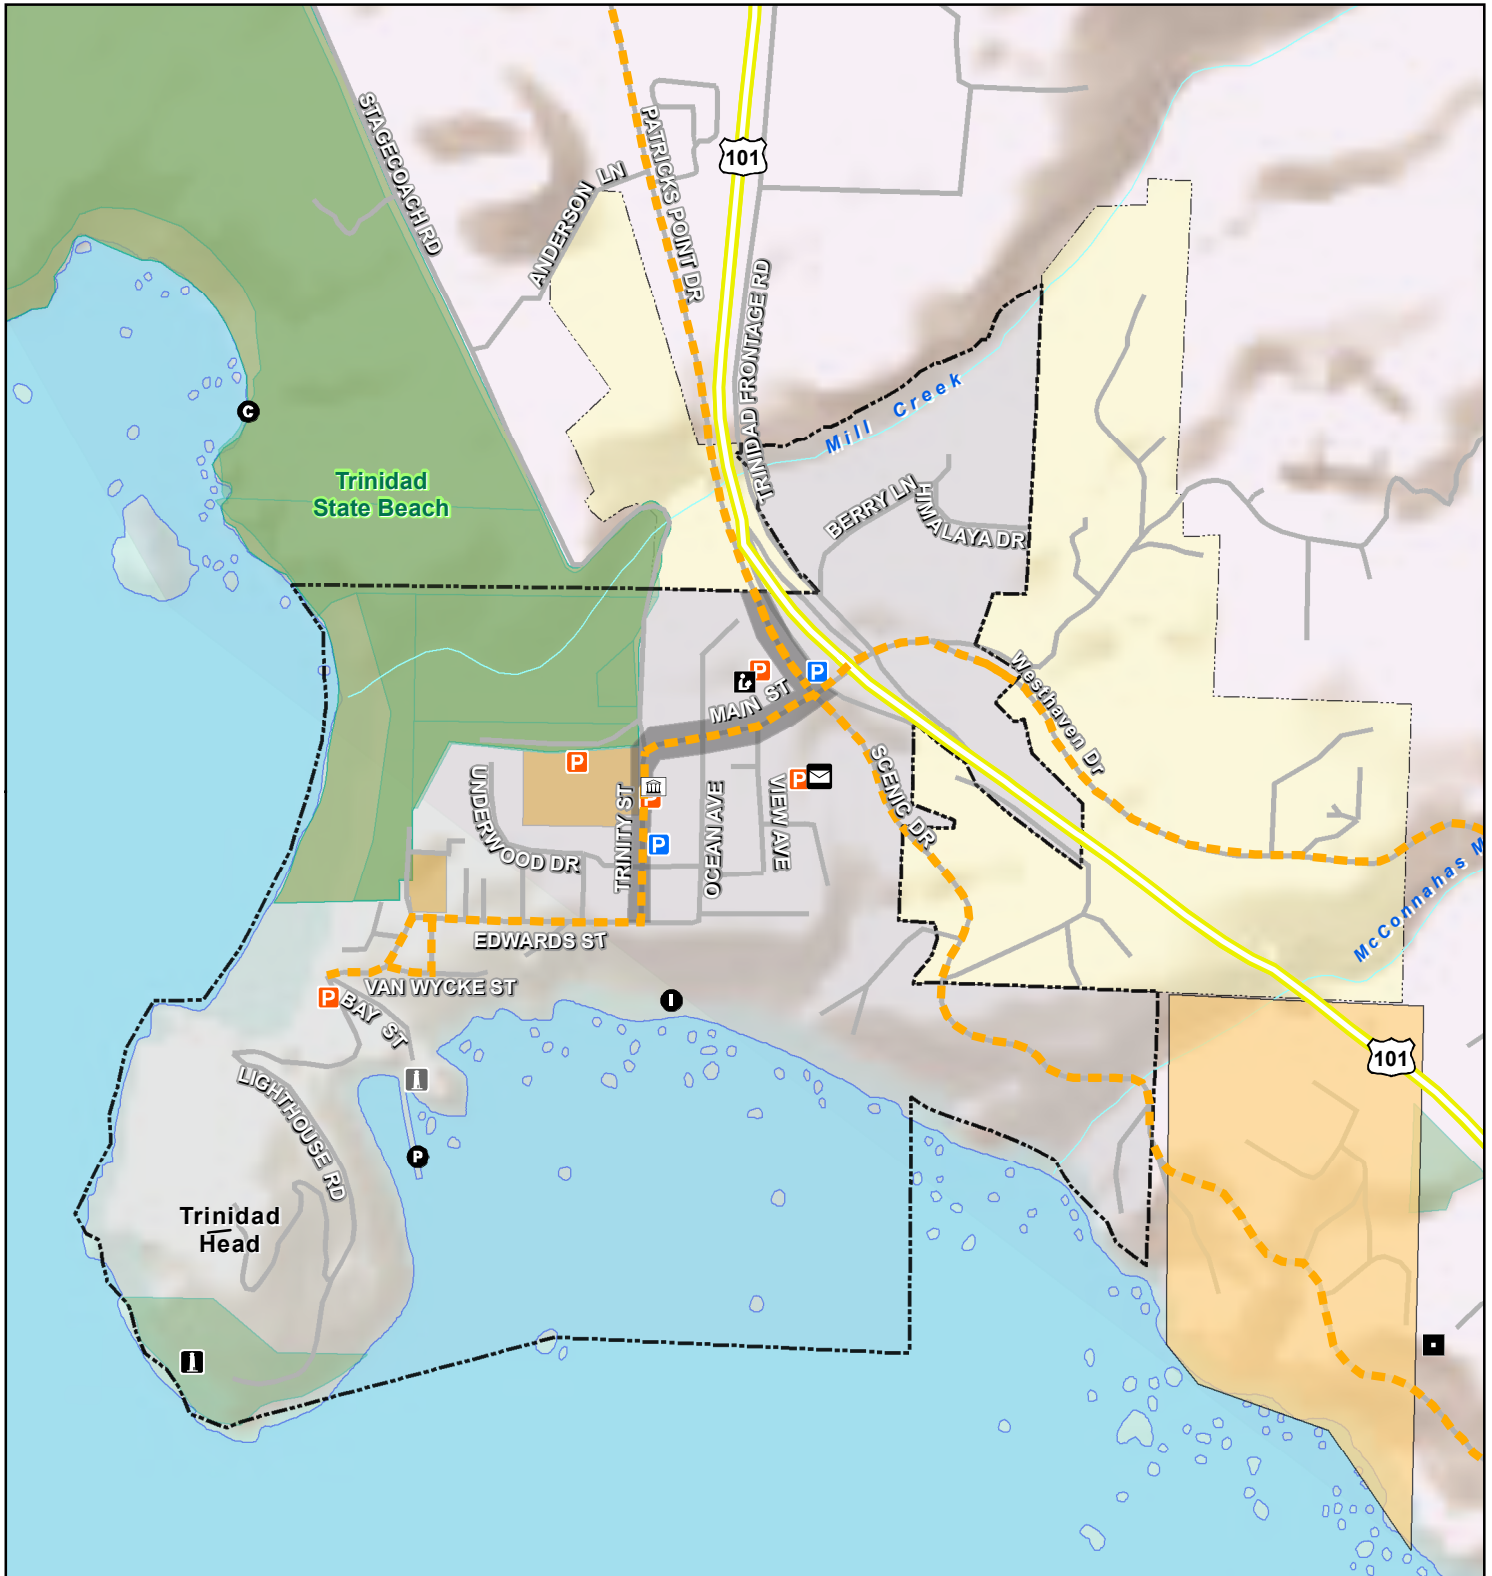 STAGECOACH RD
PATRICKS POINT DR
101
ANDERSON LN
TRINIDAD FRONTAGE RD
Mill Creek
C
Trinidad
State Beach
BERRY LN
HIMALAYA DR
P
P
MAIN ST
Westhaven Dr
P
UNDERWOOD DR
TRINITY ST
P
P
OCEAN AVE
VIEW AVE
P
SCENIC DR
McConnahas M
EDWARDS ST
VAN WYCKE ST
P
BAY ST
I
101
LIGHTHOUSE RD
P
Trinidad
Head